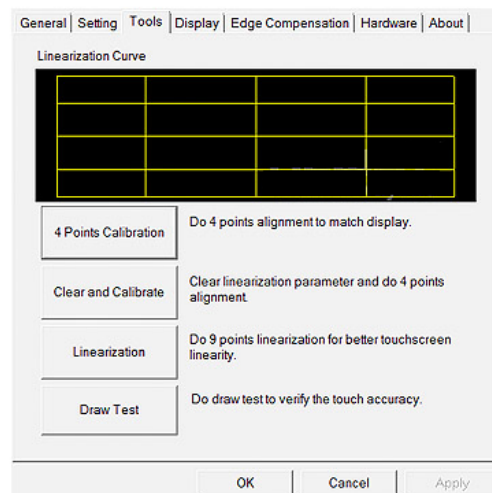 General Setting Tools Display Edge Compensation Hardware About
Linearization Curve
4 Points Calibration
Do 4 points alignment to match display.
Clear and Calibrate
Clear linearization parameter and do 4 points
alignment.
Linearization
Do 9 points linearization for better touchscreen
linearity.
Draw Test
Do draw test to verify the touch accuracy.
OK Cancel Apply